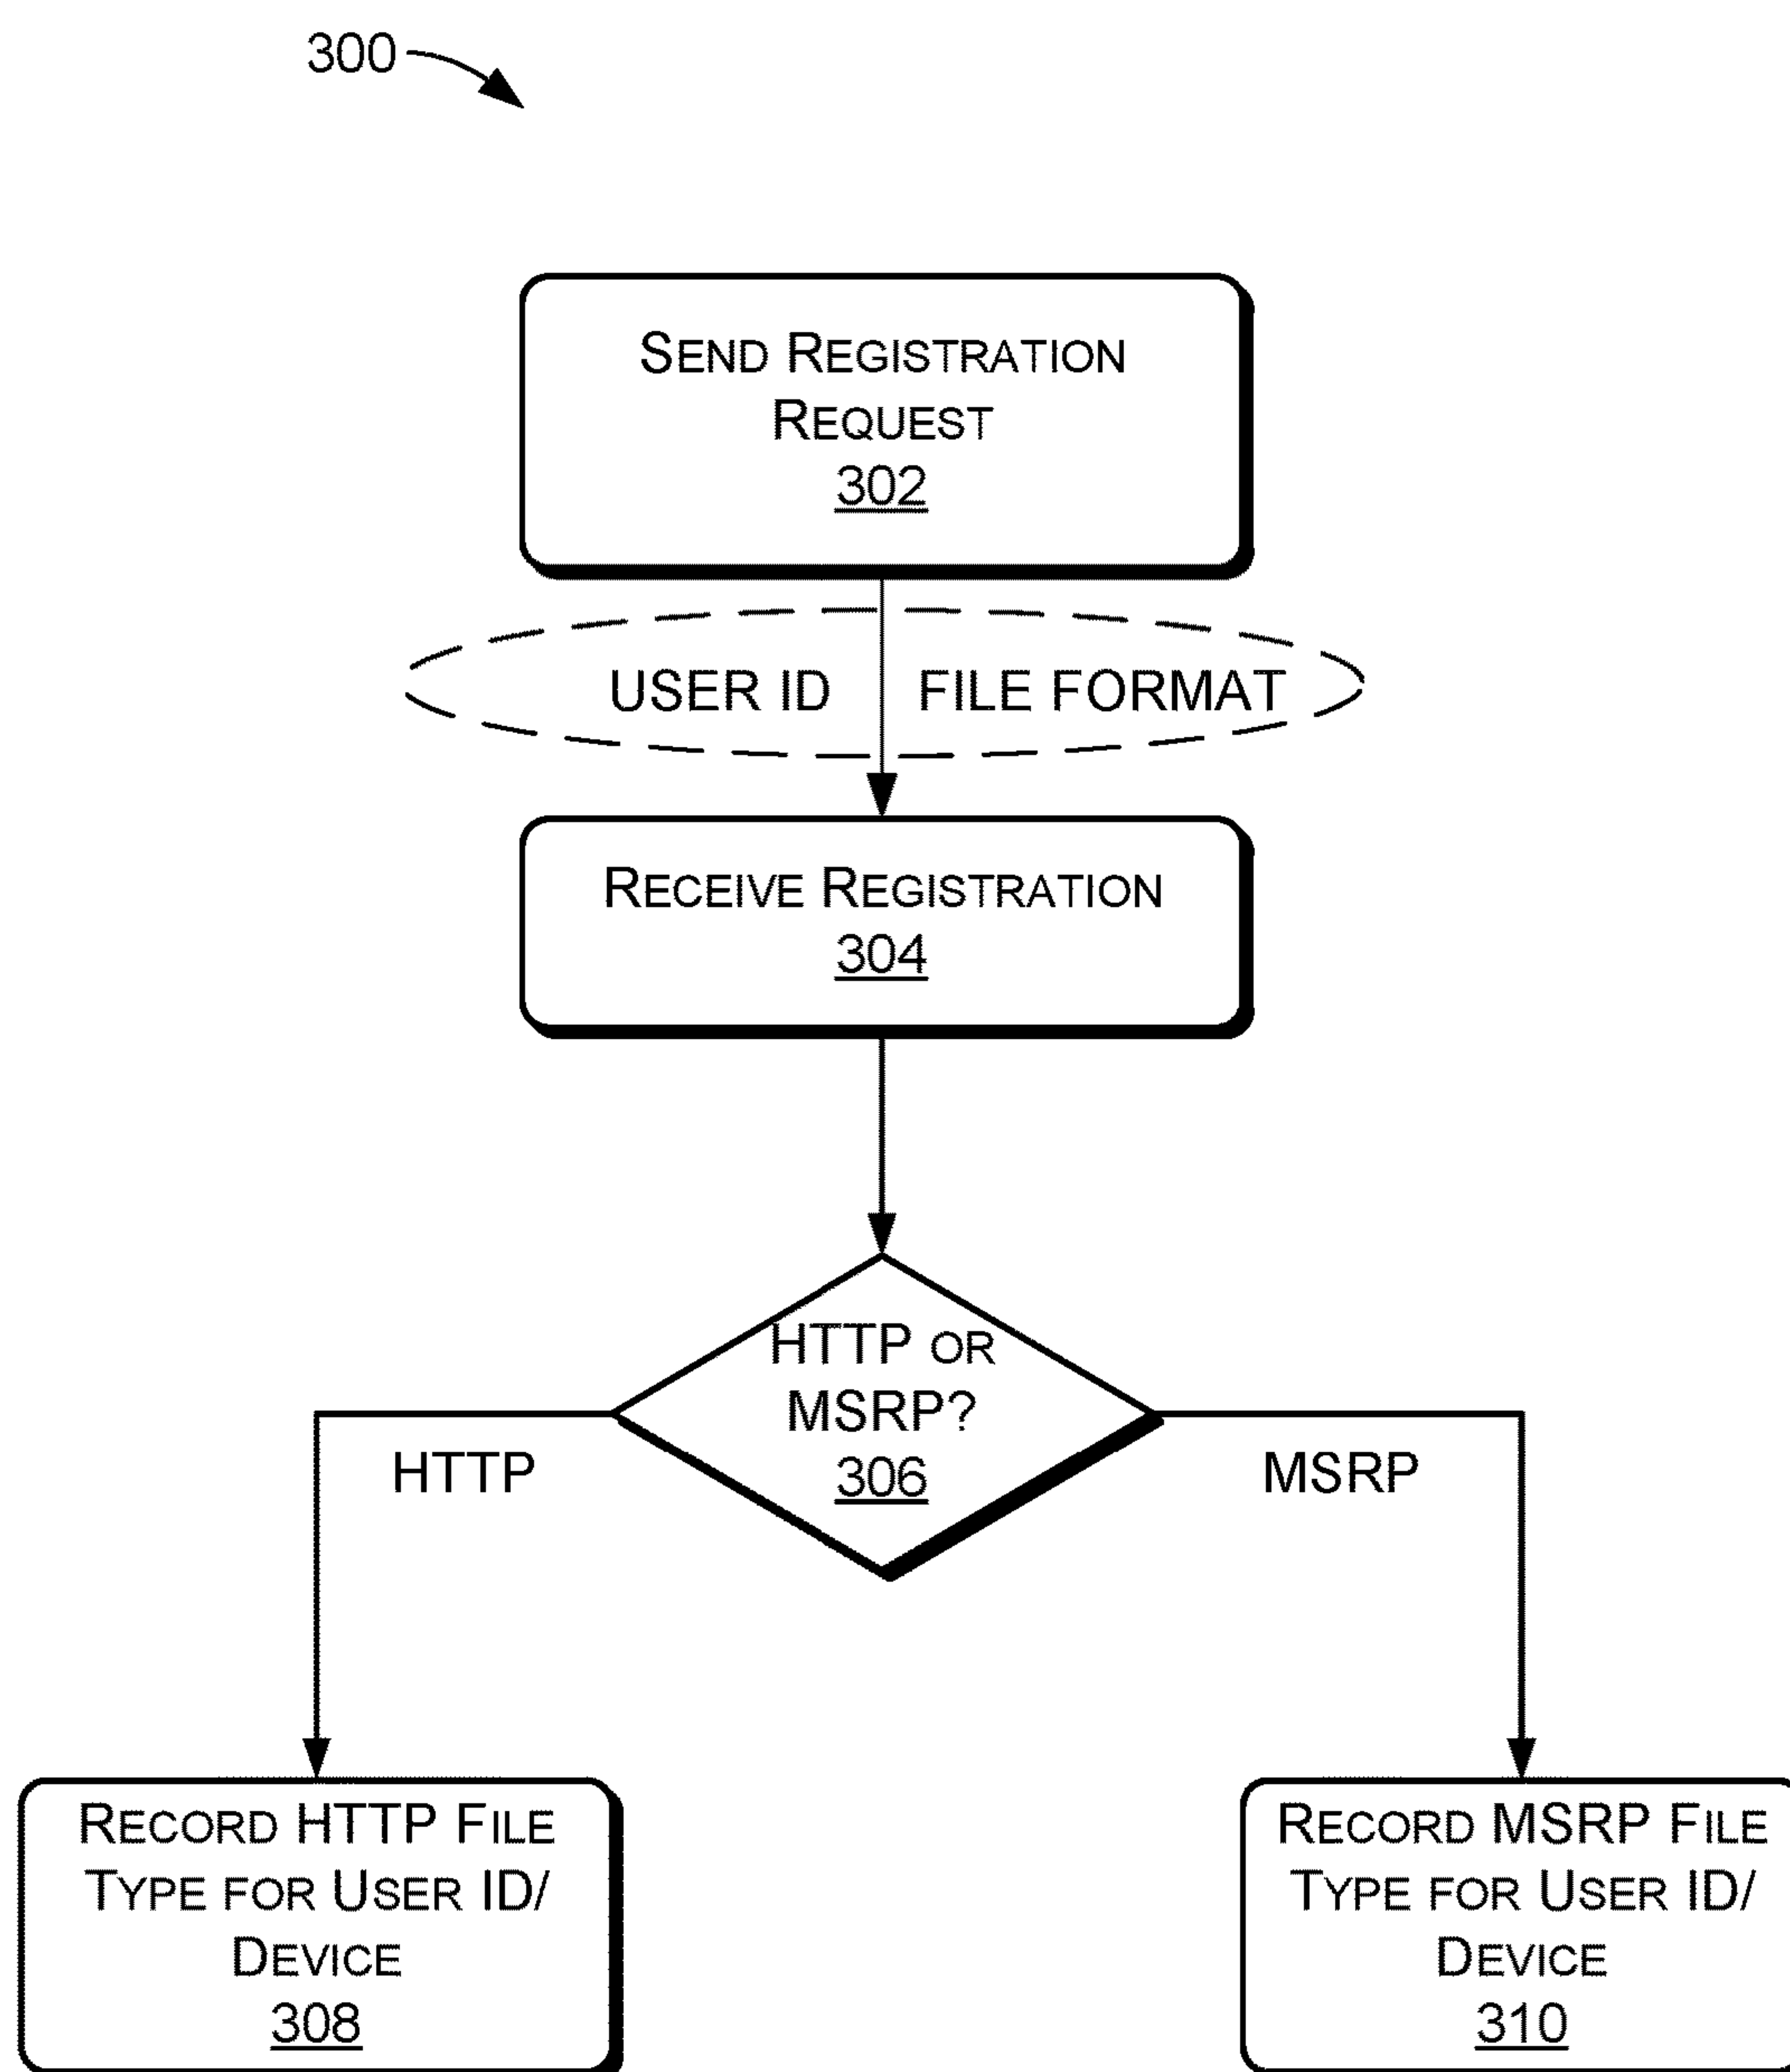 300
SEND REGISTRATION
REQUEST
302
USER ID FILE FORMAT
RECEIVE REGISTRATION
304
HTTP OR
MSRP?
306
HTTP
MSRP
RECORD HTTP FILE
TYPE FOR USER ID/
DEVICE
308
RECORD MSRP FILE
TYPE FOR USER ID/
DEVICE
310